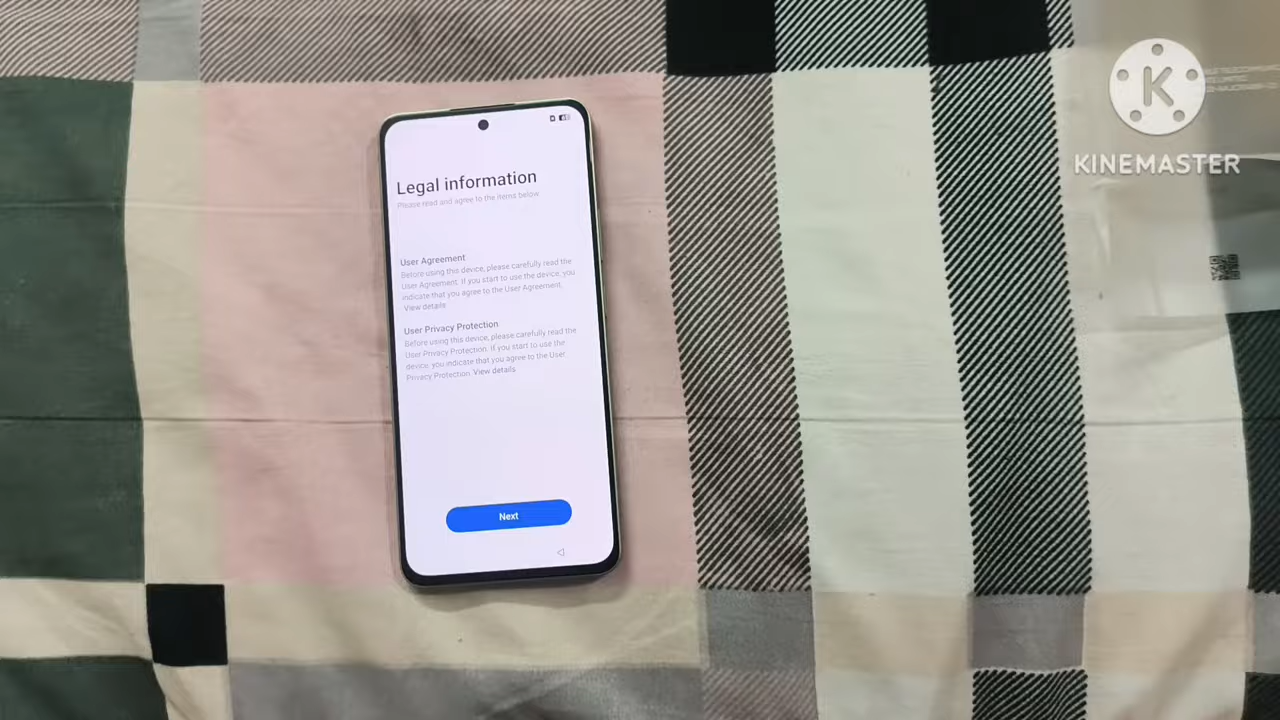 Legal information
Please read and agree to the items below
User Agreement
Before using this device, please carefully read the
User Agreement. If you start to use the device, you
indicate that you agree to the User Agreement.
View details
User Privacy Protection
Before using this device, please carefully read the
User Privacy Protection. If you start to use the
device, you indicate that you agree to the User
Privacy Protection. View details
Next
K
KINEMASTER